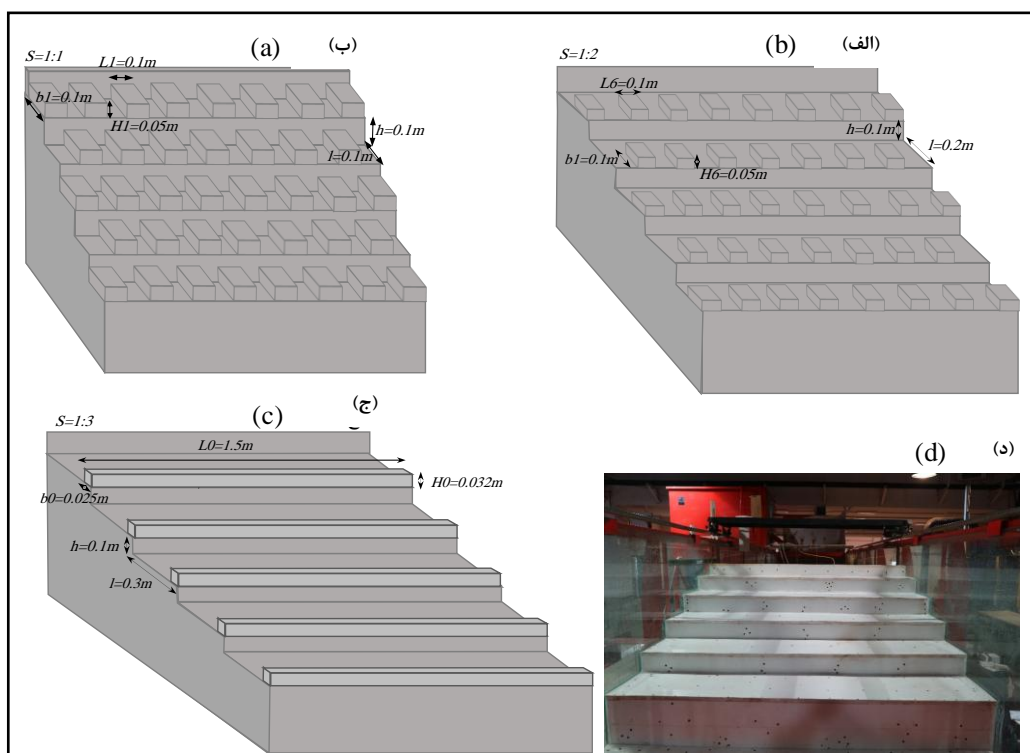 S=1:1
(a)
(ب)
L1=0.1m
b1=0.1m
H1=0.05m
h=0.1m
l=0.1m
S=1:2
(b)
(الف)
L6=0.1m
h=0.1m
b1=0.1m
H6=0.05m
l=0.2m
S=1:3
(c)
(ج)
L0=1.5m
b0=0.025m
H0=0.032m
h=0.1m
l=0.3m
(d)
(د)